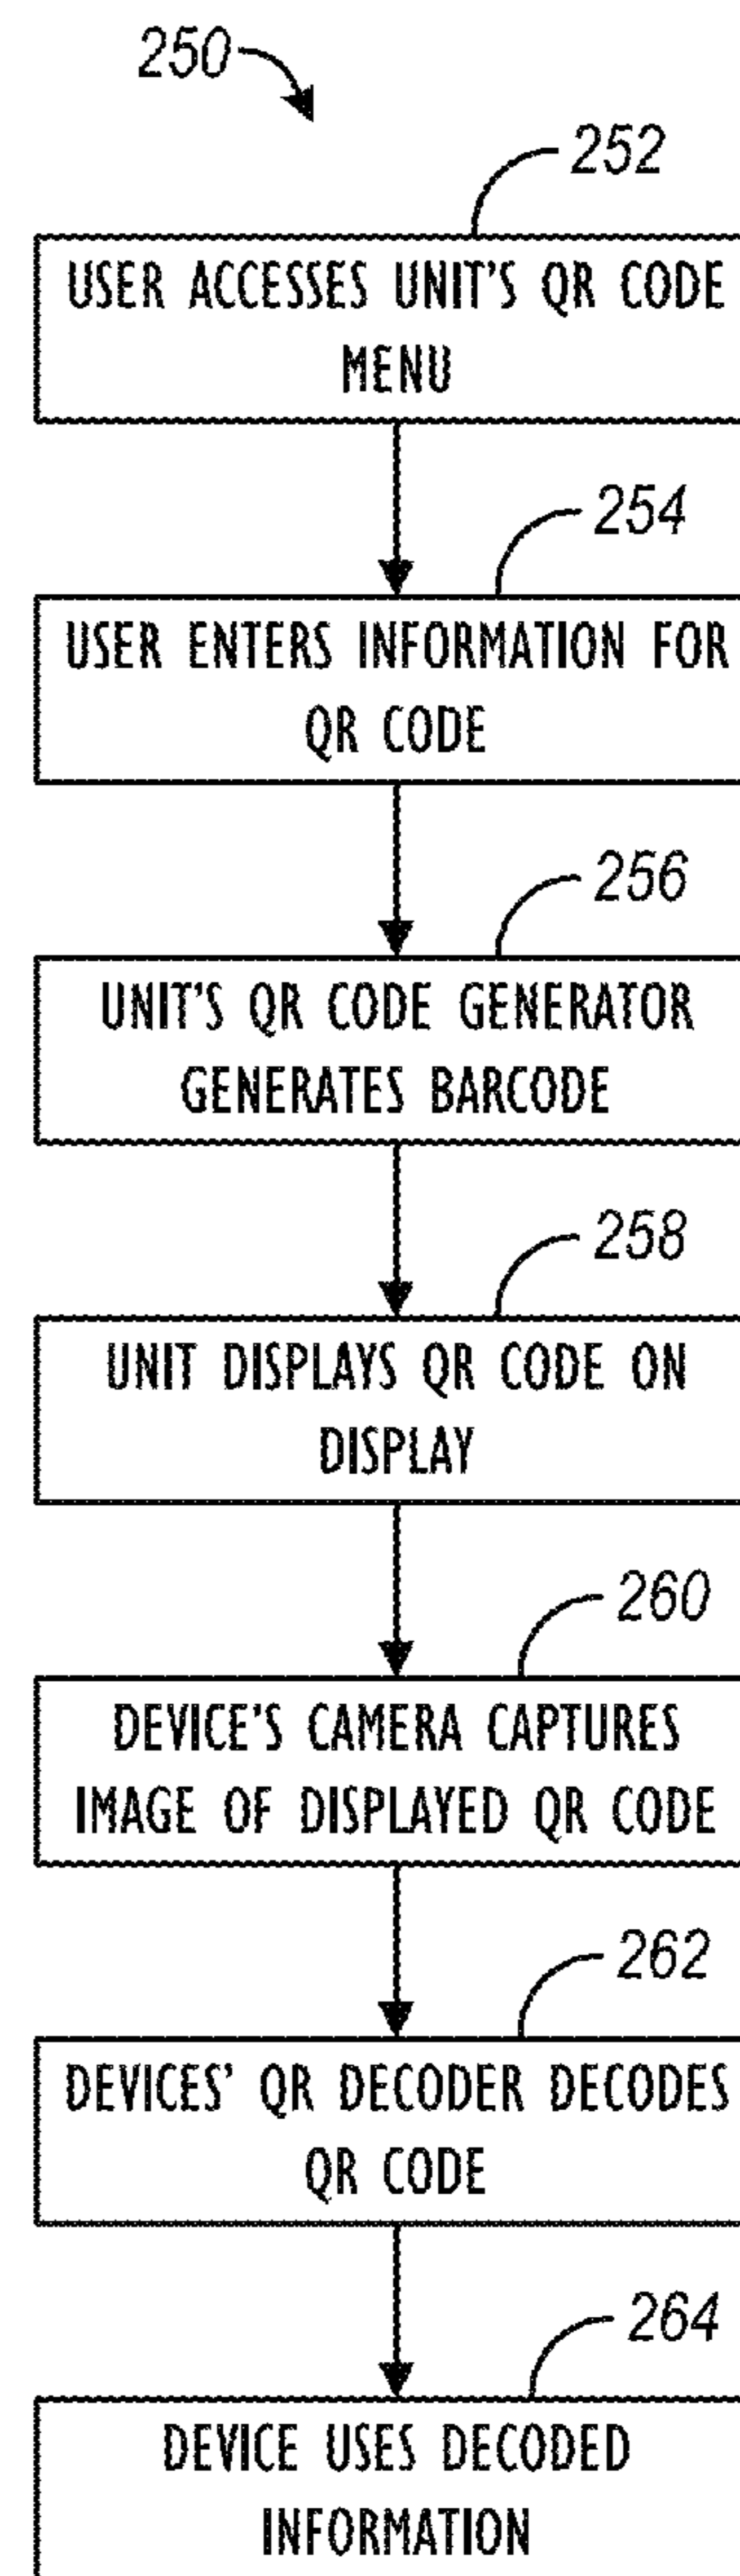 250
252
USER ACCESSES UNIT'S QR CODE
MENU
254
USER ENTERS INFORMATION FOR
QR CODE
256
UNIT'S QR CODE GENERATOR
GENERATES BARCODE
258
UNIT DISPLAYS QR CODE ON
DISPLAY
260
DEVICE'S CAMERA CAPTURES
IMAGE OF DISPLAYED QR CODE
262
DEVICES' QR DECODER DECODES
QR CODE
264
DEVICE USES DECODED
INFORMATION